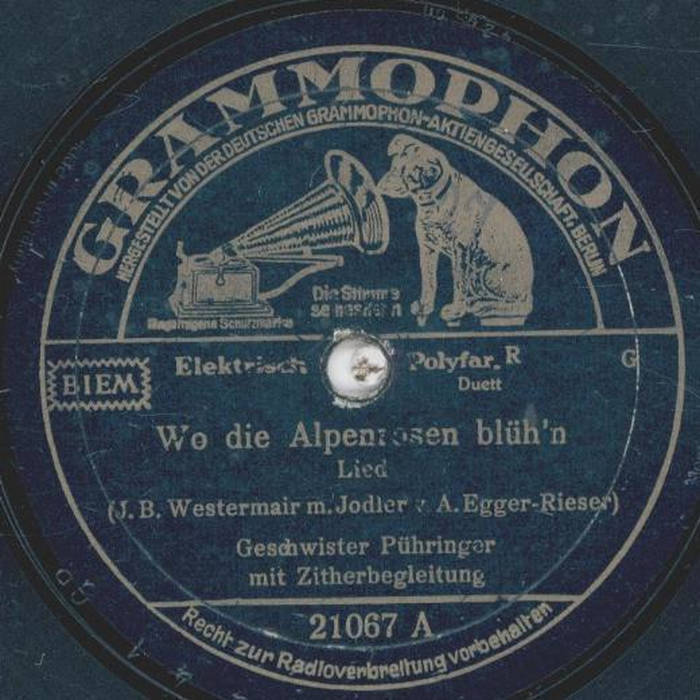 GRAMMOPHON
HERGESTELLT VON DER DEUTSCHEN GRAMMOPHON-AKTIENGESELLSCHAFT, BERLIN
Die Stimme
seines Herrn
Eingetragene Schutzmarke
BIEM
Elektrisch
Polyfar. R
G
Duett
Wo die Alpenrosen blüh'n
Lied
(J. B. Westermair m. Jodler v A. Egger-Rieser)
Geschwister Pühringer
mit Zitherbegleitung
21067 A
Recht zur Radioverbreitung vorbehalten